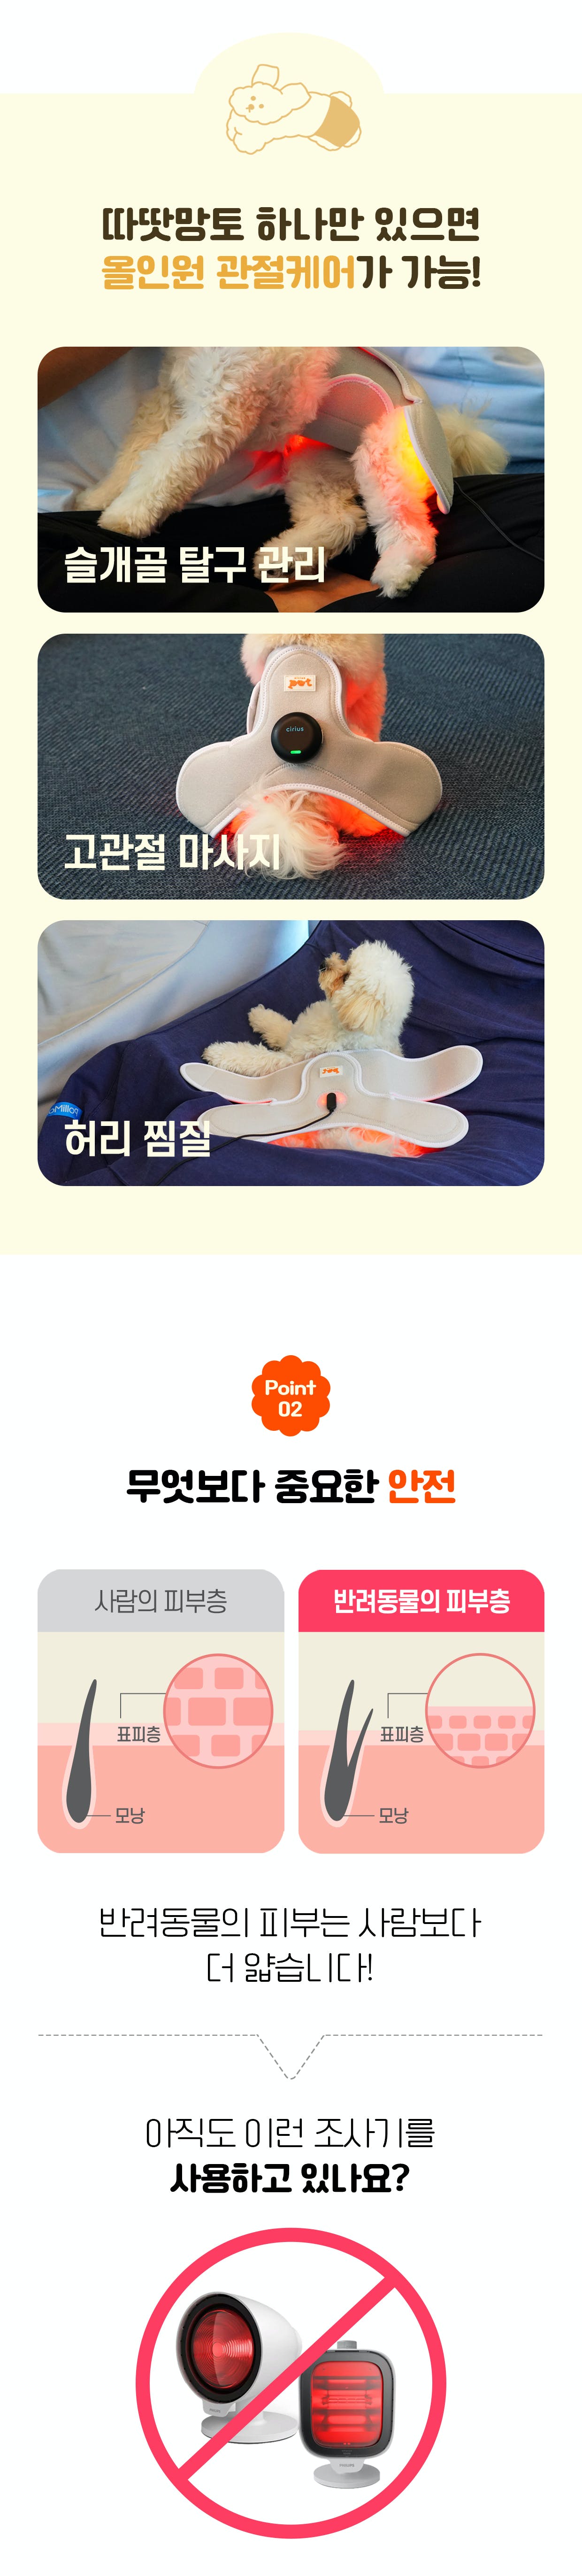 따땃망토 하나만 있으면
올인원 관절케어가 가능!
슬개골 탈구 관리
cirius
고관절 마사지
허리 찜질
Point
02
무엇보다 중요한 안전
사람의 피부층
표피층
모낭
반려동물의 피부층
표피층
모낭
반려동물의 피부는 사람보다
더 얇습니다!
아직도 이런 조사기를
사용하고 있나요?